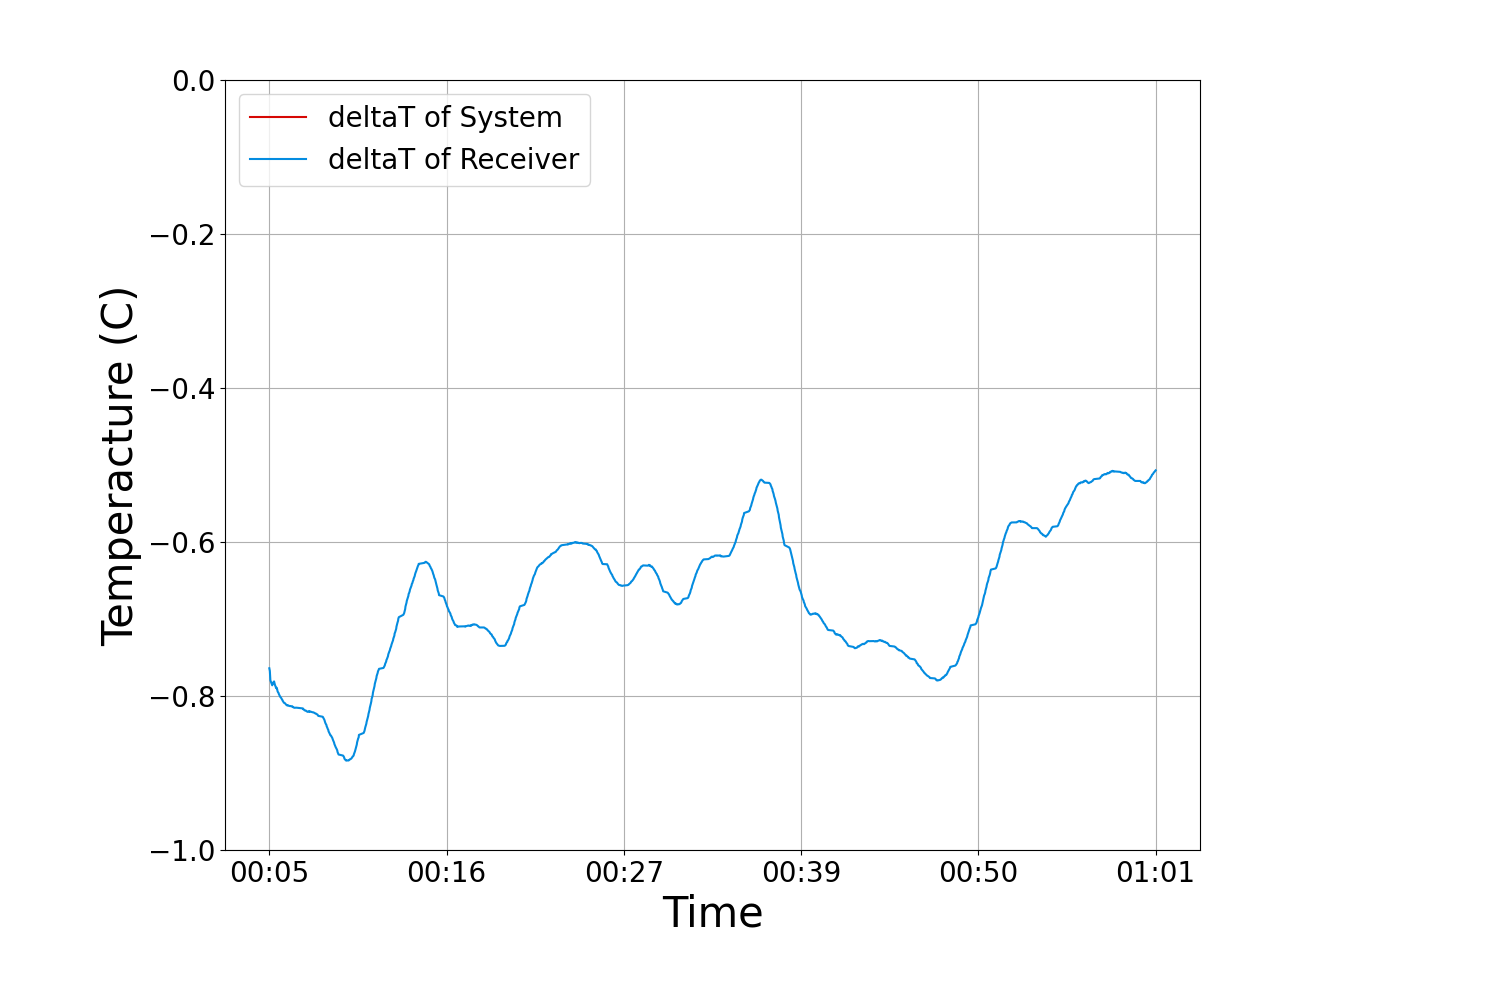 deltaT of System
deltaT of Receiver
0.0
−0.2
−0.4
−0.6
−0.8
−1.0
Temperacture (C)
00:05 00:16 00:27 00:39 00:50 01:01
Time